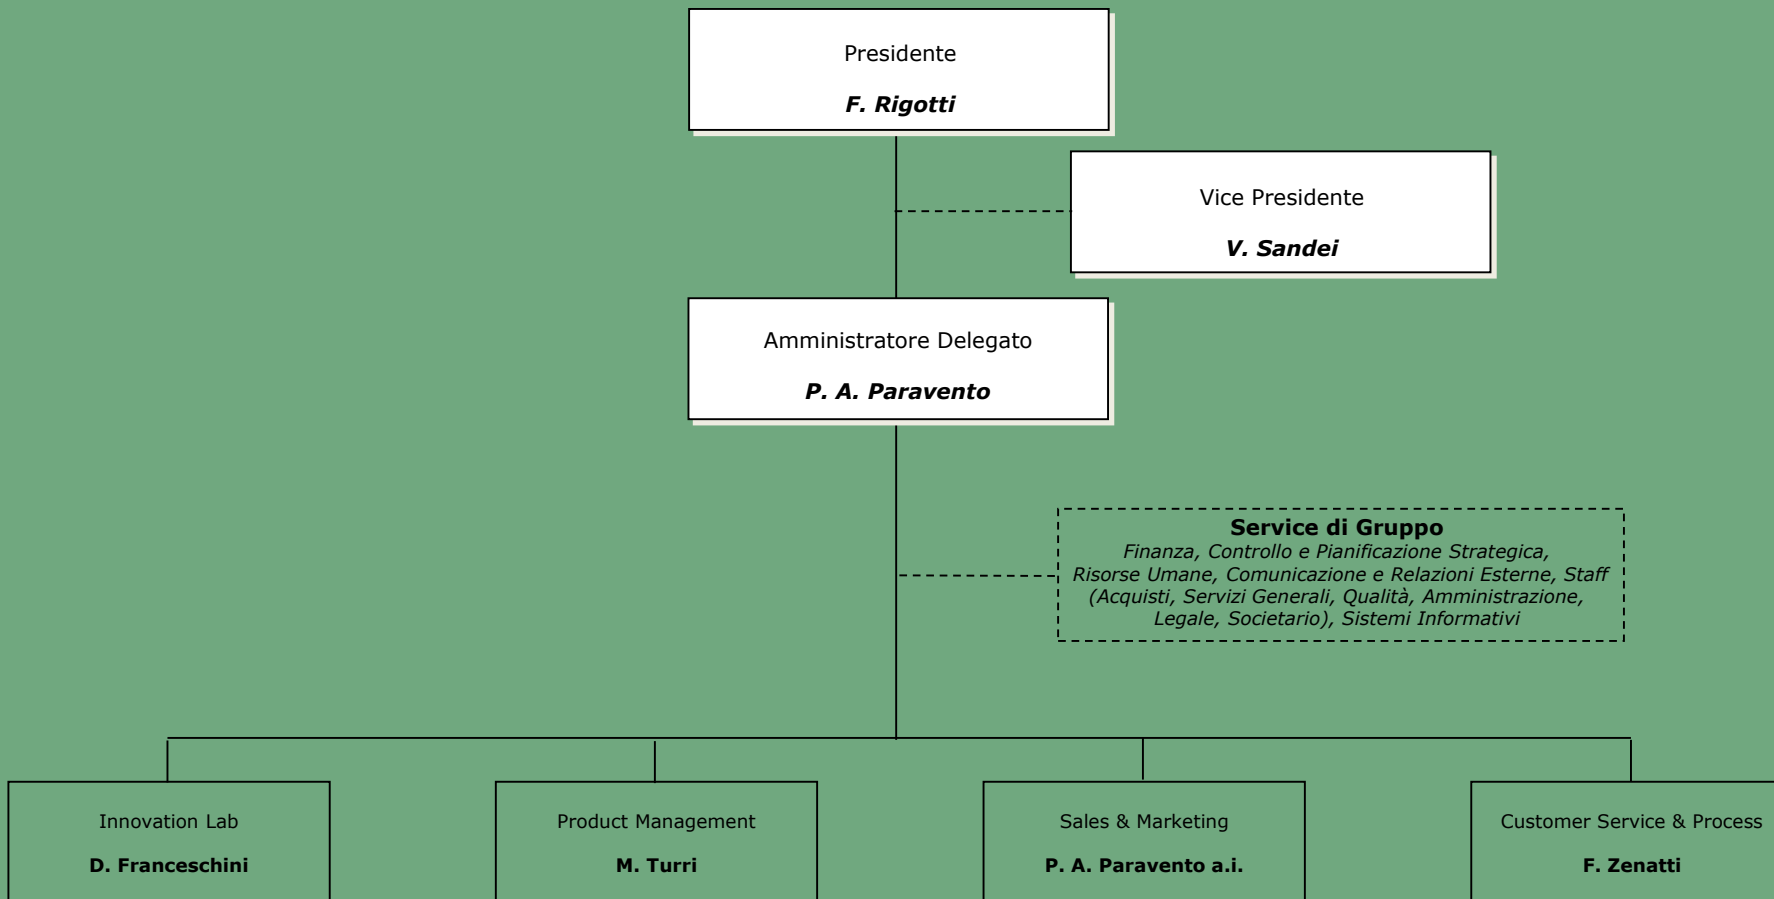 Presidente
F. Rigotti
Vice Presidente
V. Sandei
Amministratore Delegato
P. A. Paravento
Service di Gruppo
Finanza, Controllo e Pianificazione Strategica,
Risorse Umane, Comunicazione e Relazioni Esterne, Staff
(Acquisti, Servizi Generali, Qualità, Amministrazione,
Legale, Societario), Sistemi Informativi
Innovation Lab
D. Franceschini
Product Management
M. Turri
Sales & Marketing
P. A. Paravento a.i.
Customer Service & Process
F. Zenatti